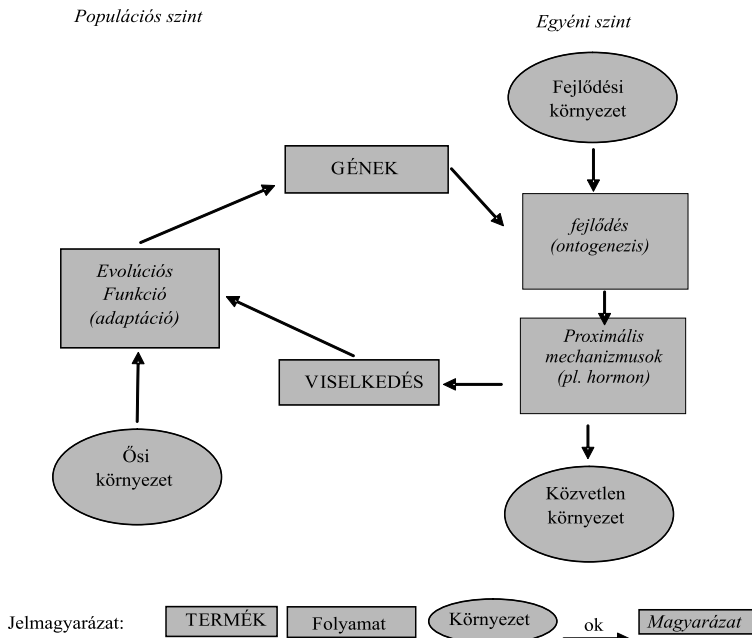 Populációs szint
Egyéni szint
Fejlődési
környezet
GÉNEK
fejlődés
(ontogenezis)
Evolúciós
Funkció
(adaptáció)
Proximális
mechanizmusok
(pl. hormon)
VISELKEDÉS
Ősi
környezet
Közvetlen
környezet
Jelmagyarázat: TERMÉK Folyamat Környezet ok Magyarázat